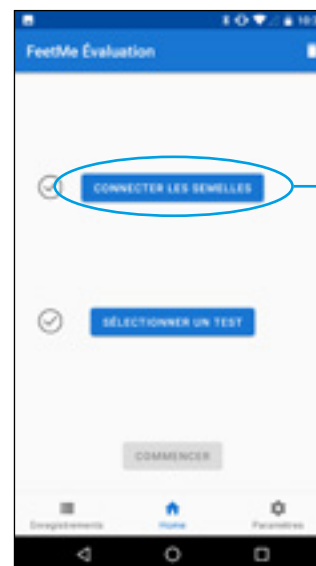 FeetMe Évaluation
CONNECTER LES SEMELLES
SÉLECTIONNER UN TEST
COMMENCER
Enregistrements
Home
Paramètres